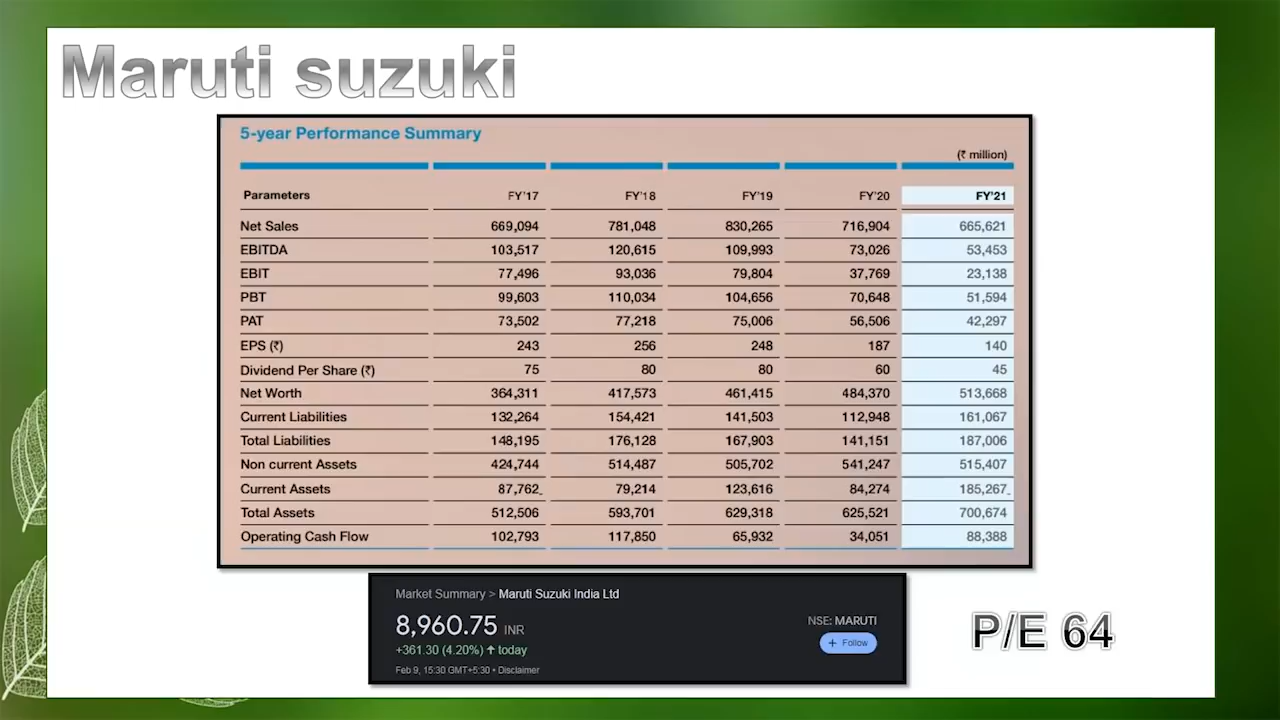 Maruti suzuki
5-year Performance Summary
(₹ million)
Parameters FY'17 FY'18 FY'19 FY'20 FY'21
Net Sales 669,094 781,048 830,265 716,904 665,621
EBITDA 103,517 120,615 109,993 73,026 53,453
EBIT 77,496 93,036 79,804 37,769 23,138
PBT 99,603 110,034 104,656 70,648 51,594
PAT 73,502 77,218 75,006 56,506 42,297
EPS (₹) 243 256 248 187 140
Dividend Per Share (₹) 75 80 80 60 45
Net Worth 364,311 417,573 461,415 484,370 513,668
Current Liabilities 132,264 154,421 141,503 112,948 161,067
Total Liabilities 148,195 176,128 167,903 141,151 187,006
Non current Assets 424,744 514,487 505,702 541,247 515,407
Current Assets 87,762 79,214 123,616 84,274 185,267
Total Assets 512,506 593,701 629,318 625,521 700,674
Operating Cash Flow 102,793 117,850 65,932 34,051 88,388
Market Summary > Maruti Suzuki India Ltd
8,960.75 INR
NSE: MARUTI
+361.30 (4.20%) ↑ today
+ Follow
Feb 9, 15:30 GMT+5:30 • Disclaimer
P/E 64